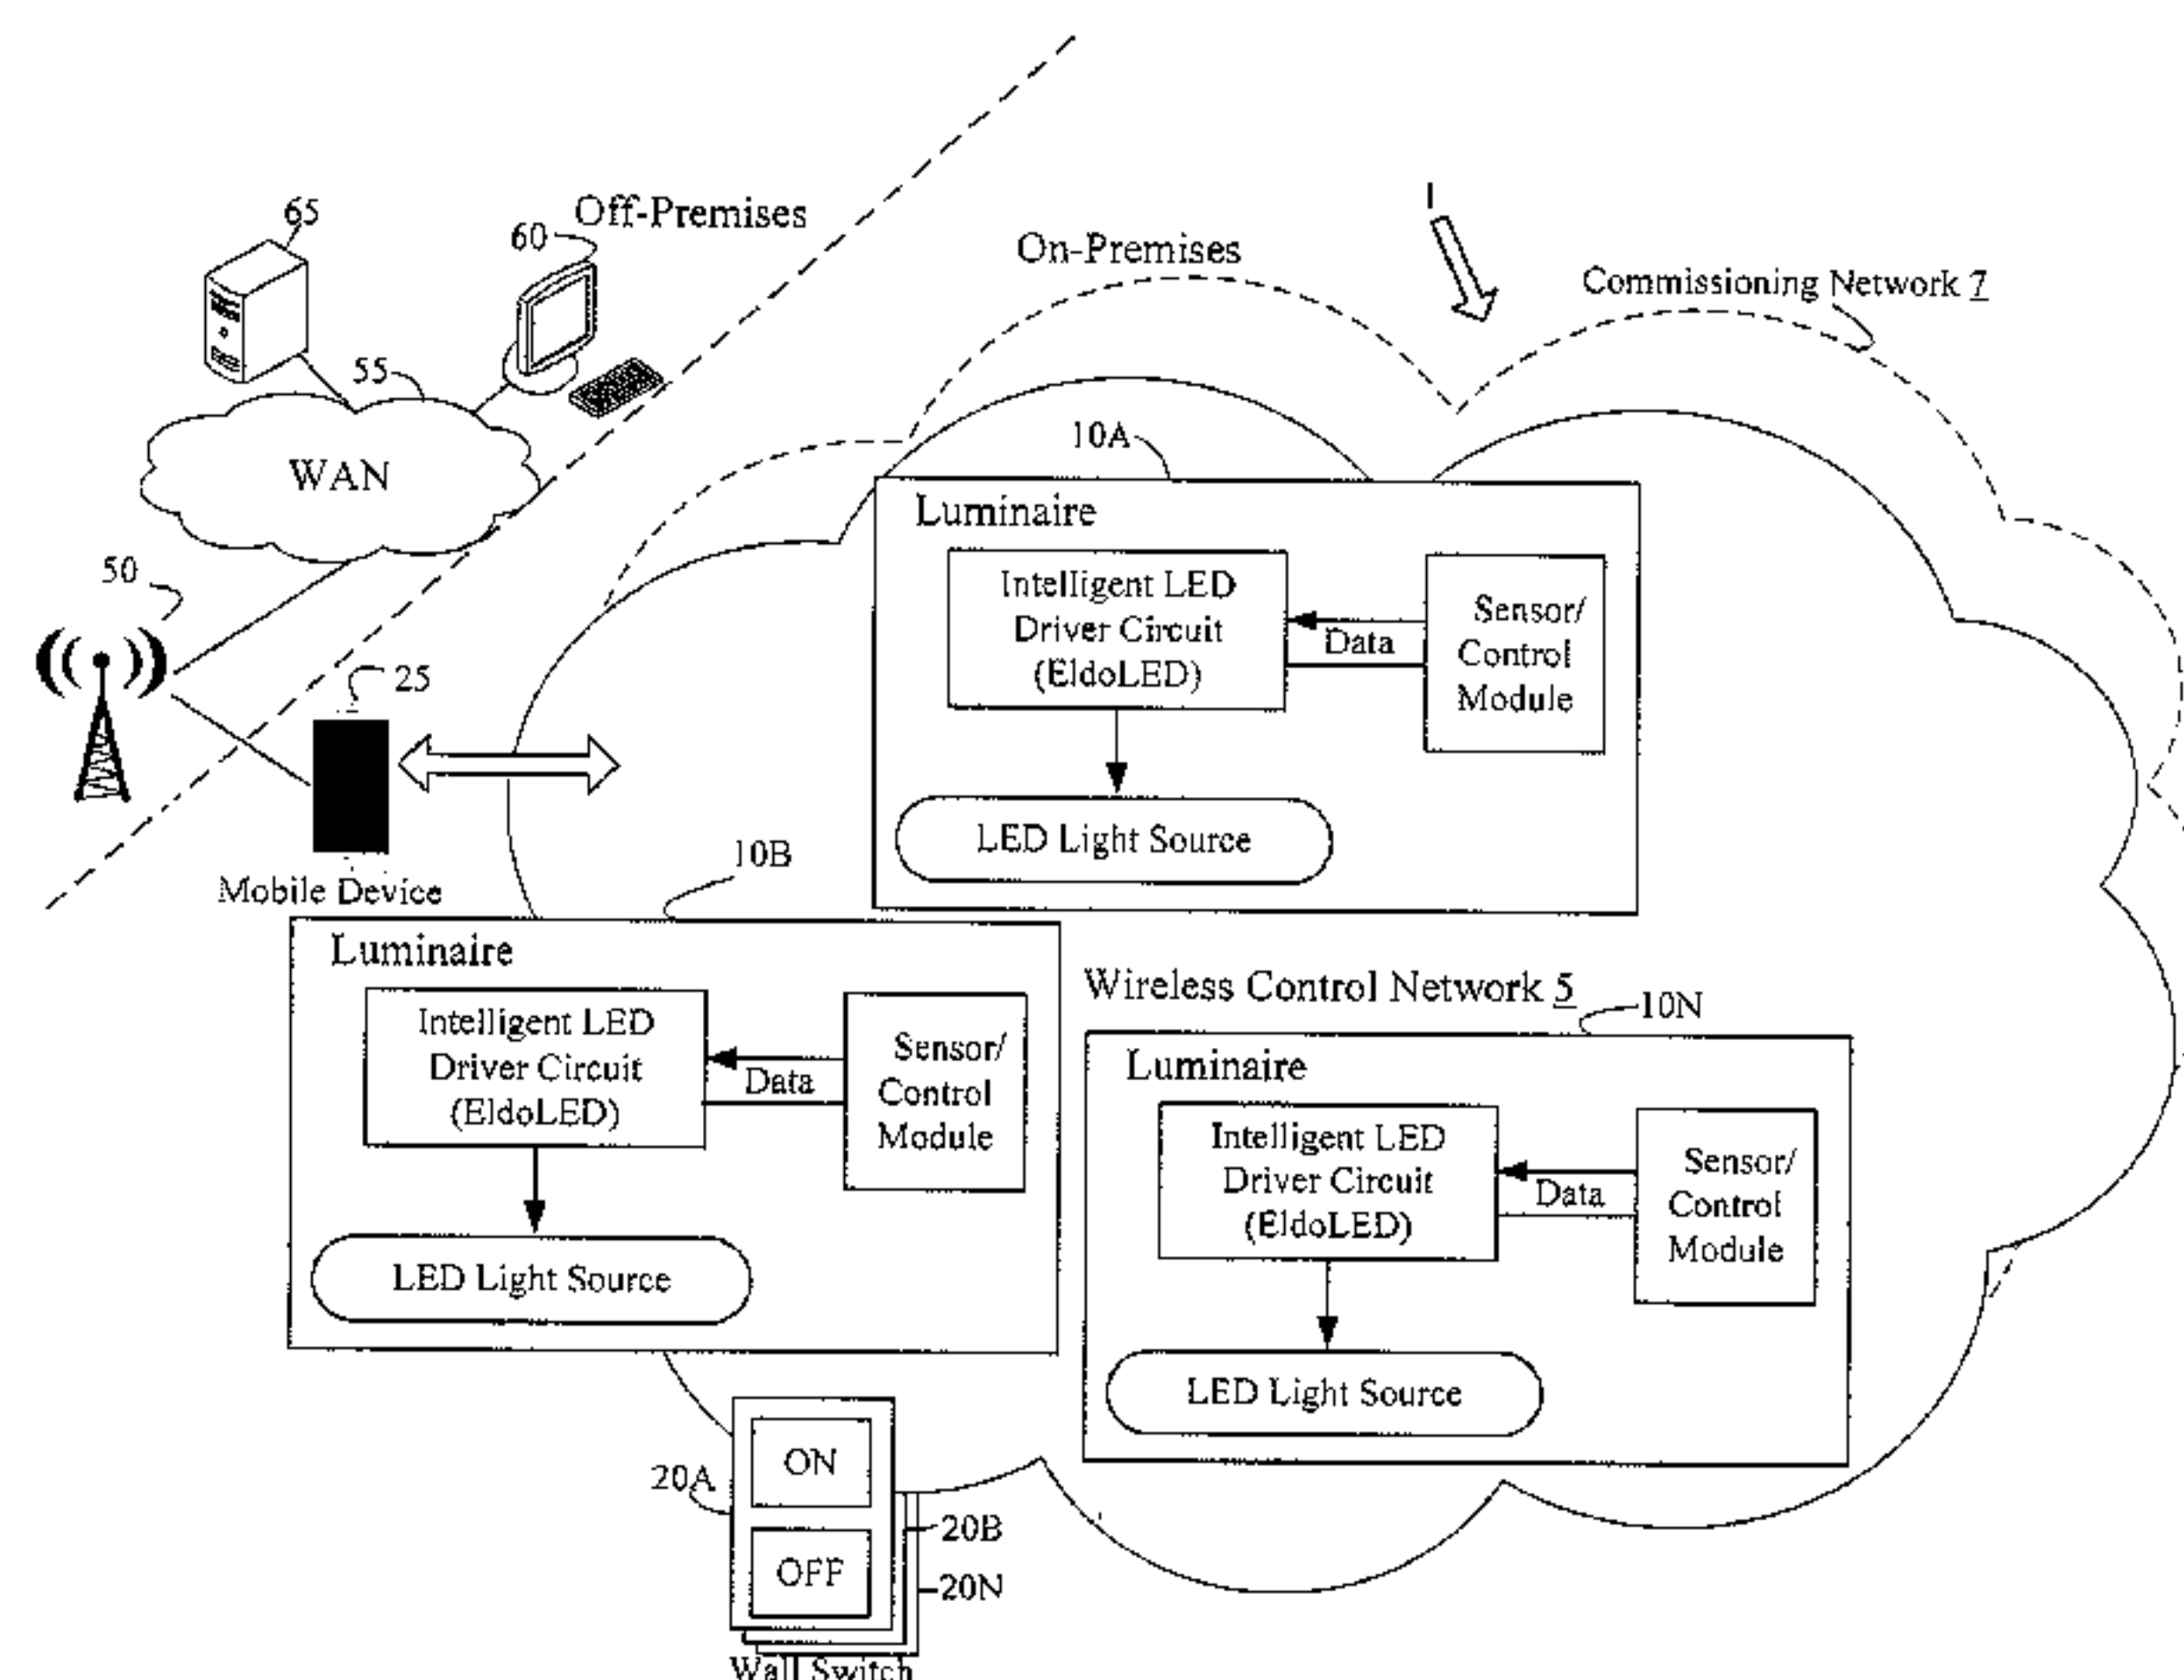 65
60
Off-Premises
1
On-Premises
Commissioning Network 7
55
WAN
10A
Luminaire
Intelligent LED
Driver Circuit
(EldoLED)
Data
Sensor/
Control
Module
LED Light Source
50
25
Mobile Device
10B
Luminaire
Intelligent LED
Driver Circuit
(EldoLED)
Data
Sensor/
Control
Module
LED Light Source
Wireless Control Network 5
10N
Luminaire
Intelligent LED
Driver Circuit
(EldoLED)
Data
Sensor/
Control
Module
LED Light Source
20A
ON
OFF
20B
20N
Wall Switch